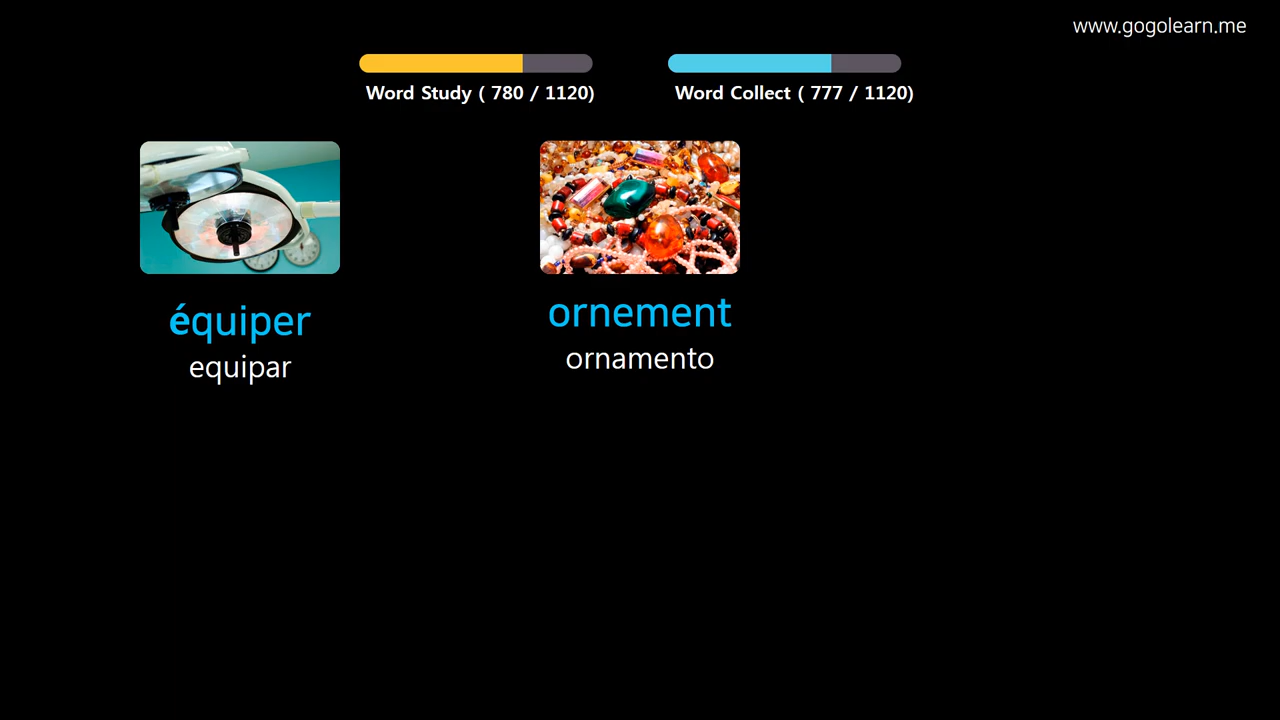 www.gogolearn.me
Word Study ( 780 / 1120)
Word Collect ( 777 / 1120)
équiper
equipar
ornement
ornamento